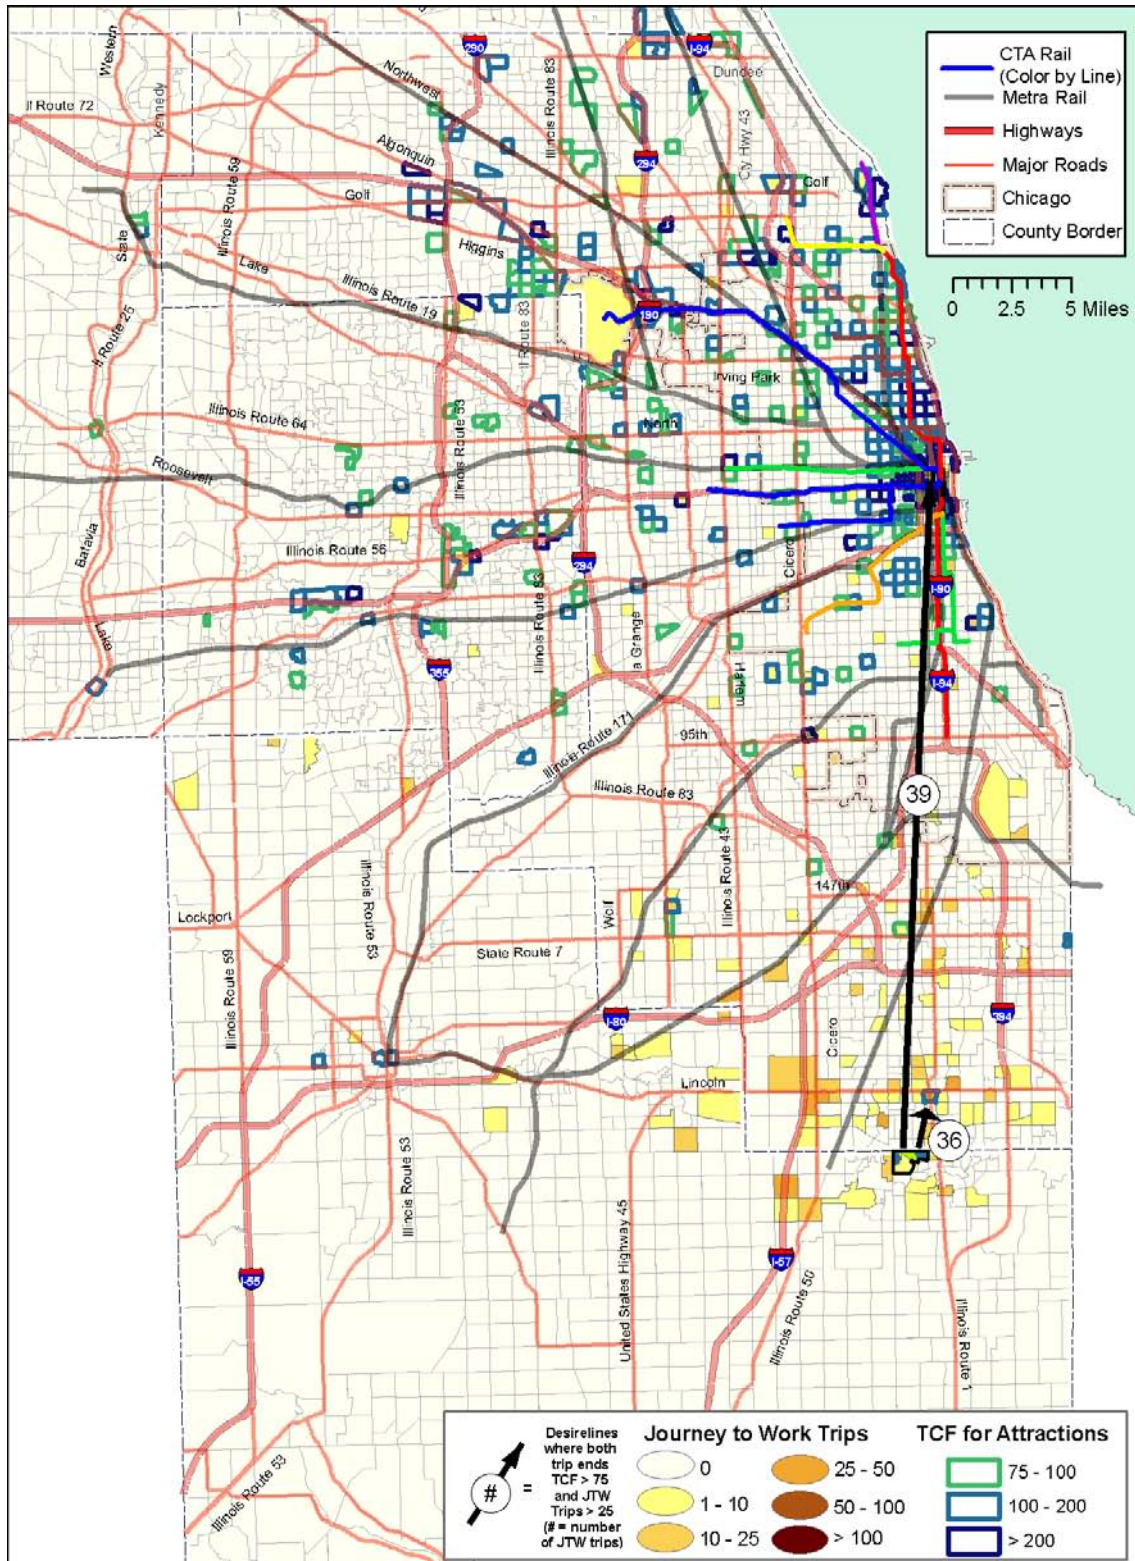 290
I-94
Western
Northwest
Illinois Route 83
Dundee
Cty Hwy 43
Kennedy
Il Route 72
Algonquin
Illinois Route 59
294
Golf
Golf
Higgins
State
Lake
Illinois Route 19
Il Route 83
190
Il Route 25
Irving Park
Illinois Route 64
Illinois Route 53
North
Roosevelt
Illinois Route 56
Batavia
294
Cicero
I-90
Illinois Route 83
a Grange
Lake
355
Harlem
I-94
Illinois Route 171
95th
Illinois Route 83
39
Illinois Route 53
Illinois Route 43
147th
Lockport
Wolf
State Route 7
Illinois Route 59
I-80
394
Cicero
Lincoln
36
Illinois Route 53
United States Highway 45
I-57
I-55
Illinois Route 50
Illinois Route 1
Illinois Route 53
CTA Rail
(Color by Line)
Metra Rail
Highways
Major Roads
Chicago
County Border
0 2.5 5 Miles
# =
Desirelines
where both
trip ends
TCF > 75
and JTW
Trips > 25
(# = number
of JTW trips)
Journey to Work Trips
0
1 - 10
10 - 25
25 - 50
50 - 100
> 100
TCF for Attractions
75 - 100
100 - 200
> 200